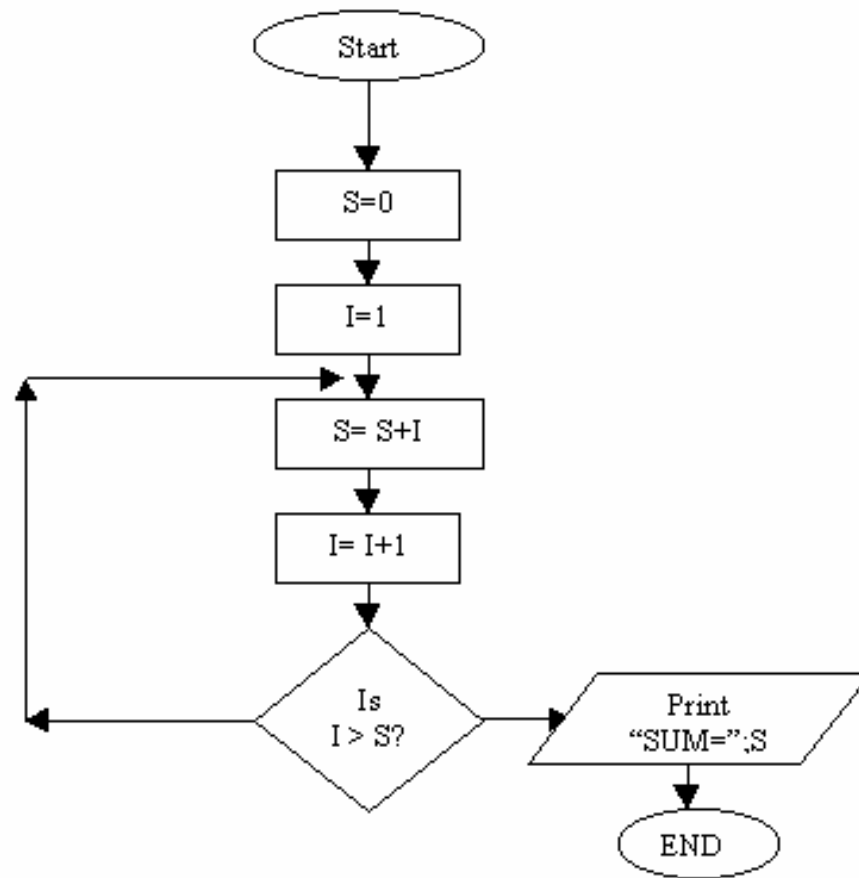 Start
S=0
I=1
S= S+I
I= I+1
Is
I > S?
Print
“SUM=”;S
END